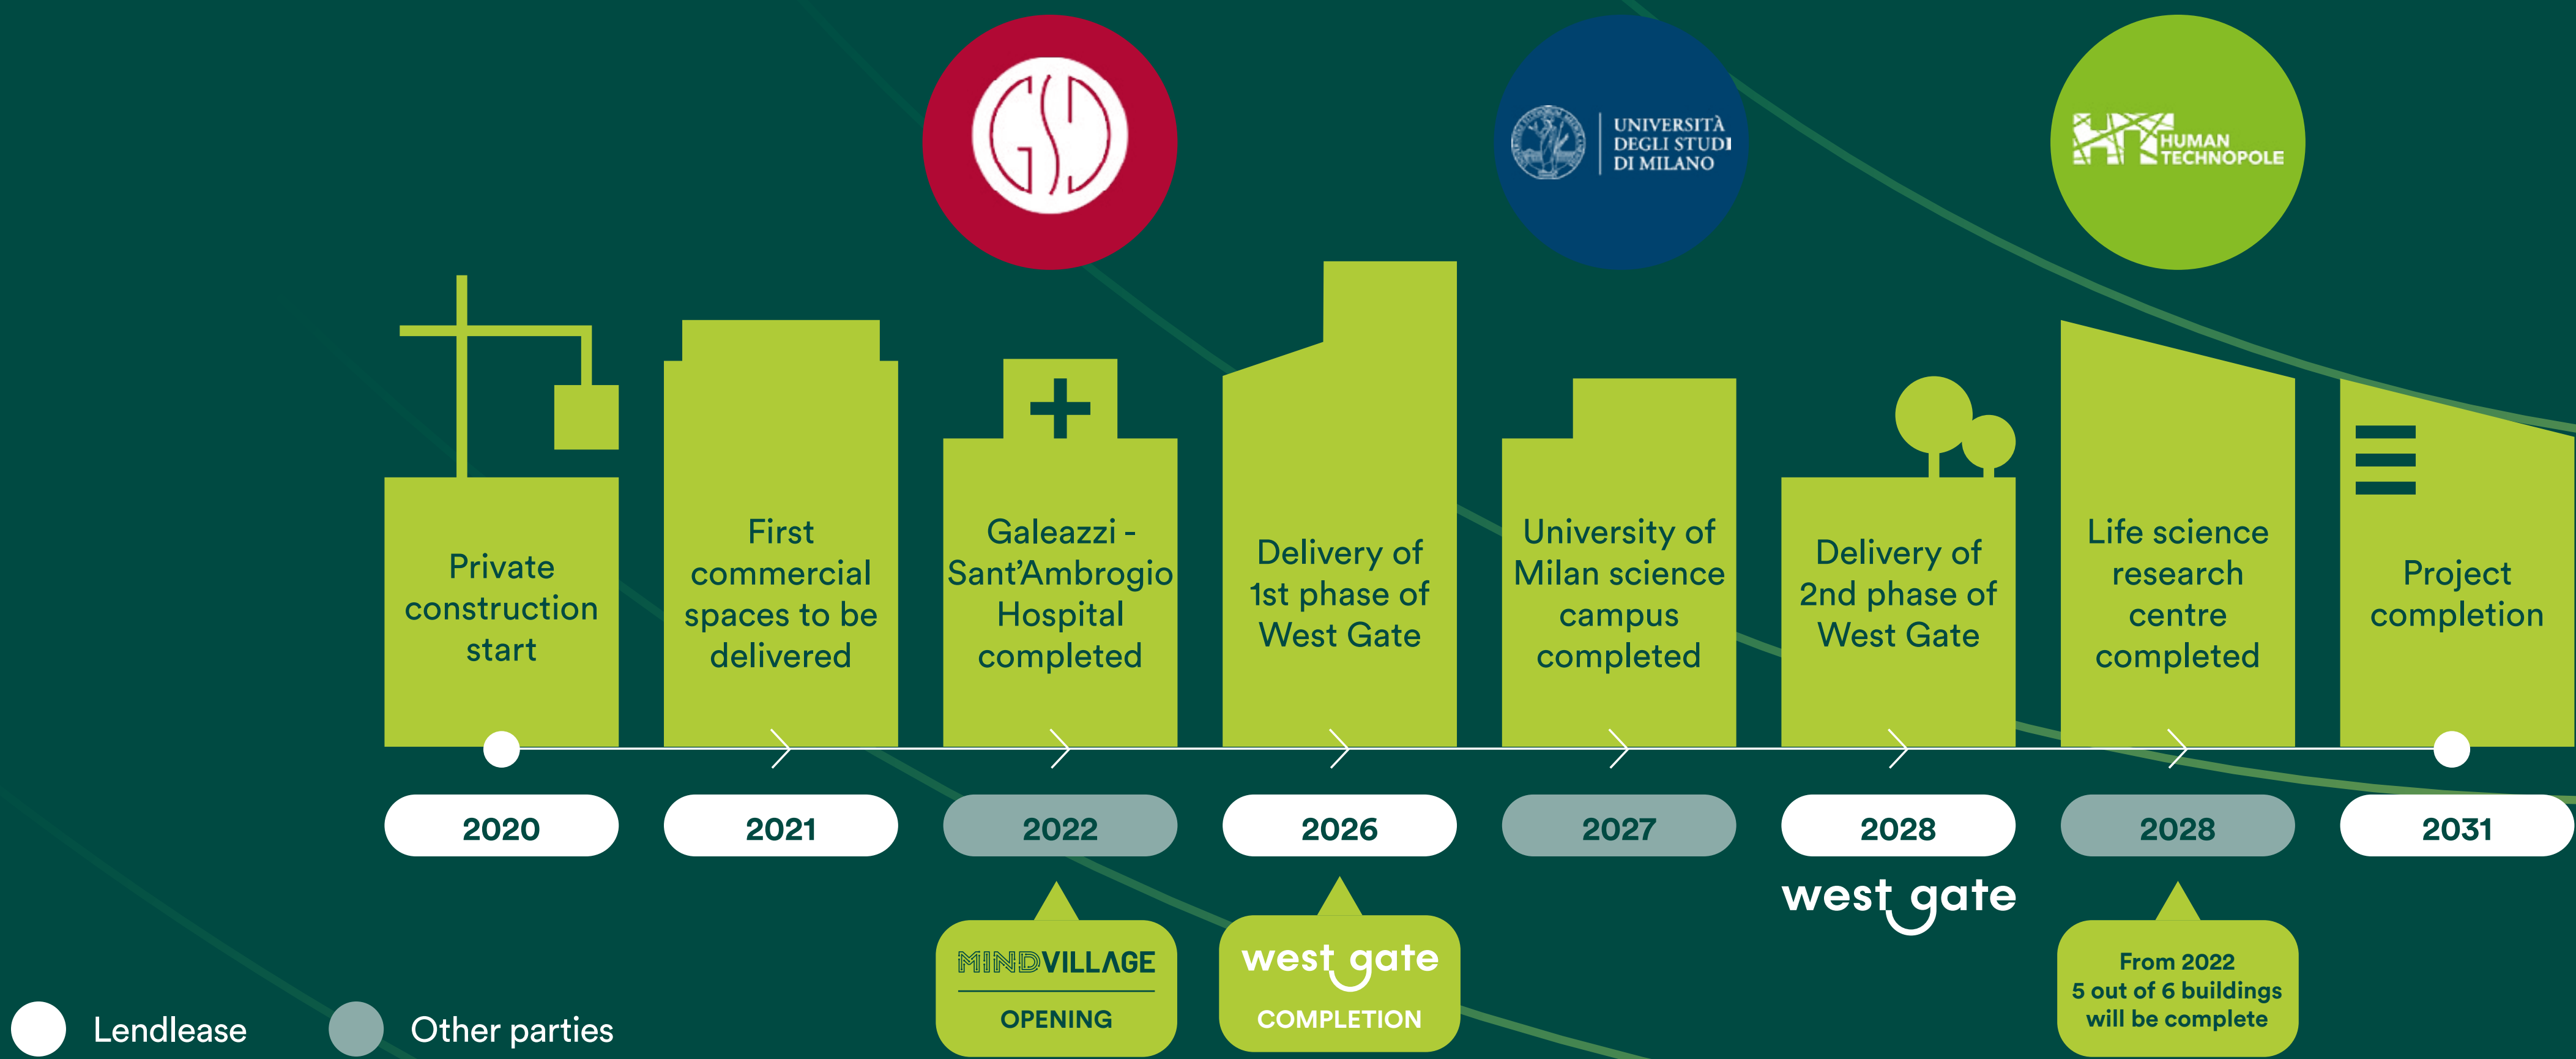 GSD
UNIVERSITÀ
DEGLI STUDI
DI MILANO
HT HUMAN
TECHNOPOLE
Private
construction
start
First
commercial
spaces to be
delivered
Galeazzi -
Sant'Ambrogio
Hospital
completed
Delivery of
1st phase of
West Gate
University of
Milan science
campus
completed
Delivery of
2nd phase of
West Gate
Life science
research
centre
completed
Project
completion
2020
2021
2022
2026
2027
2028
2028
2031
MINDVILLAGE
OPENING
west gate
COMPLETION
west gate
From 2022
5 out of 6 buildings
will be complete
Lendlease
Other parties